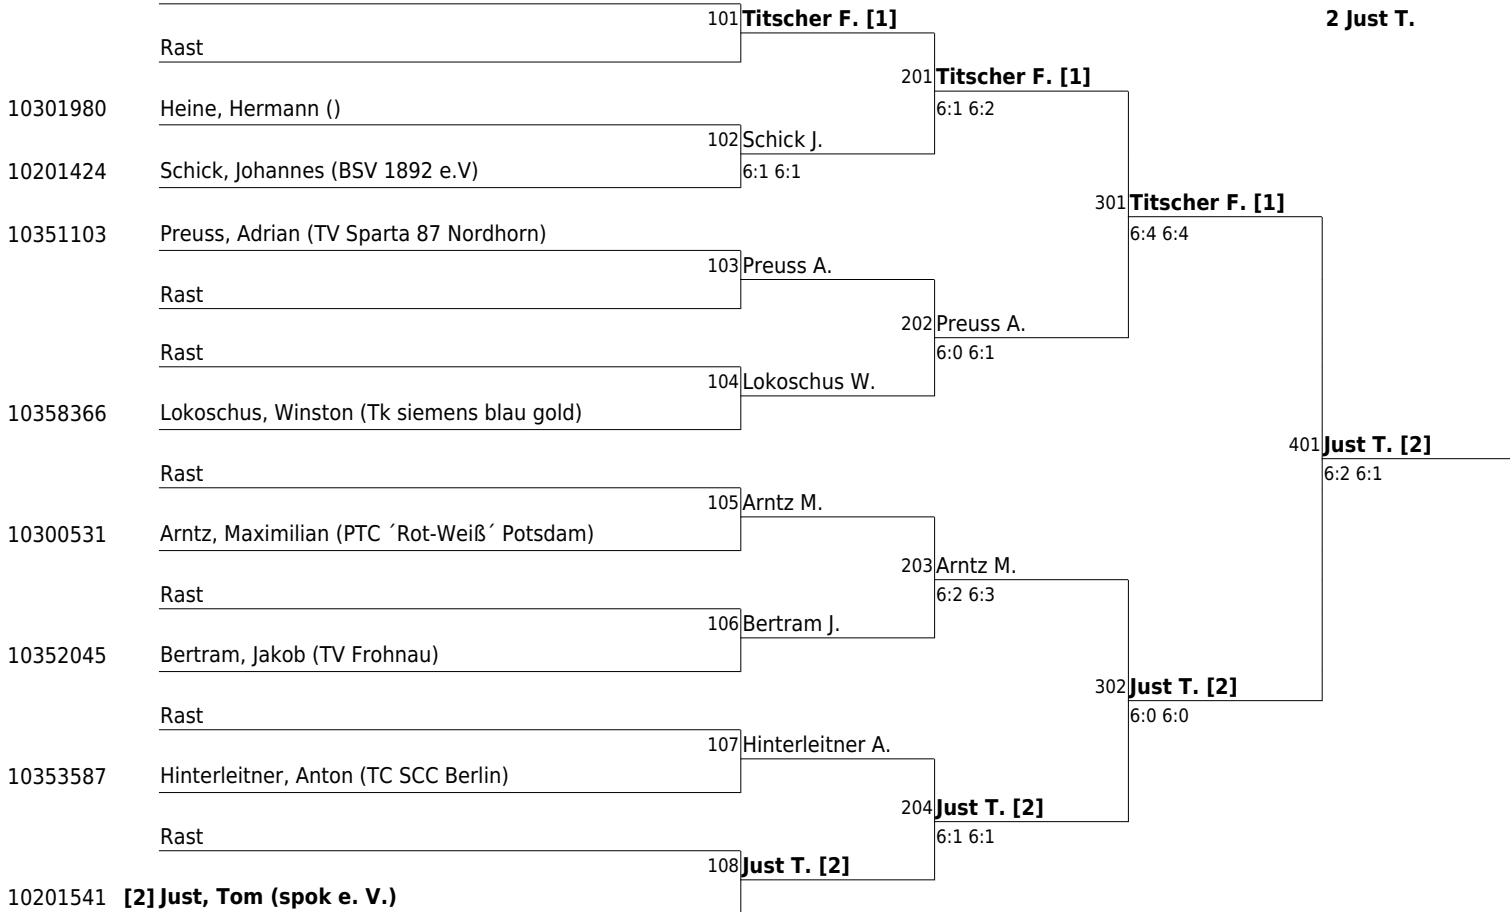 101 Titscher F. [1]
2 Just T.
Rast
201 Titscher F. [1]
10301980 Heine, Hermann ()
6:1 6:2
102 Schick J.
10201424 Schick, Johannes (BSV 1892 e.V)
6:1 6:1
301 Titscher F. [1]
10351103 Preuss, Adrian (TV Sparta 87 Nordhorn)
6:4 6:4
103 Preuss A.
Rast
202 Preuss A.
Rast
6:0 6:1
104 Lokoschus W.
10358366 Lokoschus, Winston (Tk siemens blau gold)
401 Just T. [2]
Rast
6:2 6:1
105 Arntz M.
10300531 Arntz, Maximilian (PTC ´Rot-Weiß´ Potsdam)
203 Arntz M.
Rast
6:2 6:3
106 Bertram J.
10352045 Bertram, Jakob (TV Frohnau)
302 Just T. [2]
Rast
6:0 6:0
107 Hinterleitner A.
10353587 Hinterleitner, Anton (TC SCC Berlin)
204 Just T. [2]
Rast
6:1 6:1
108 Just T. [2]
10201541 [2] Just, Tom (spok e. V.)